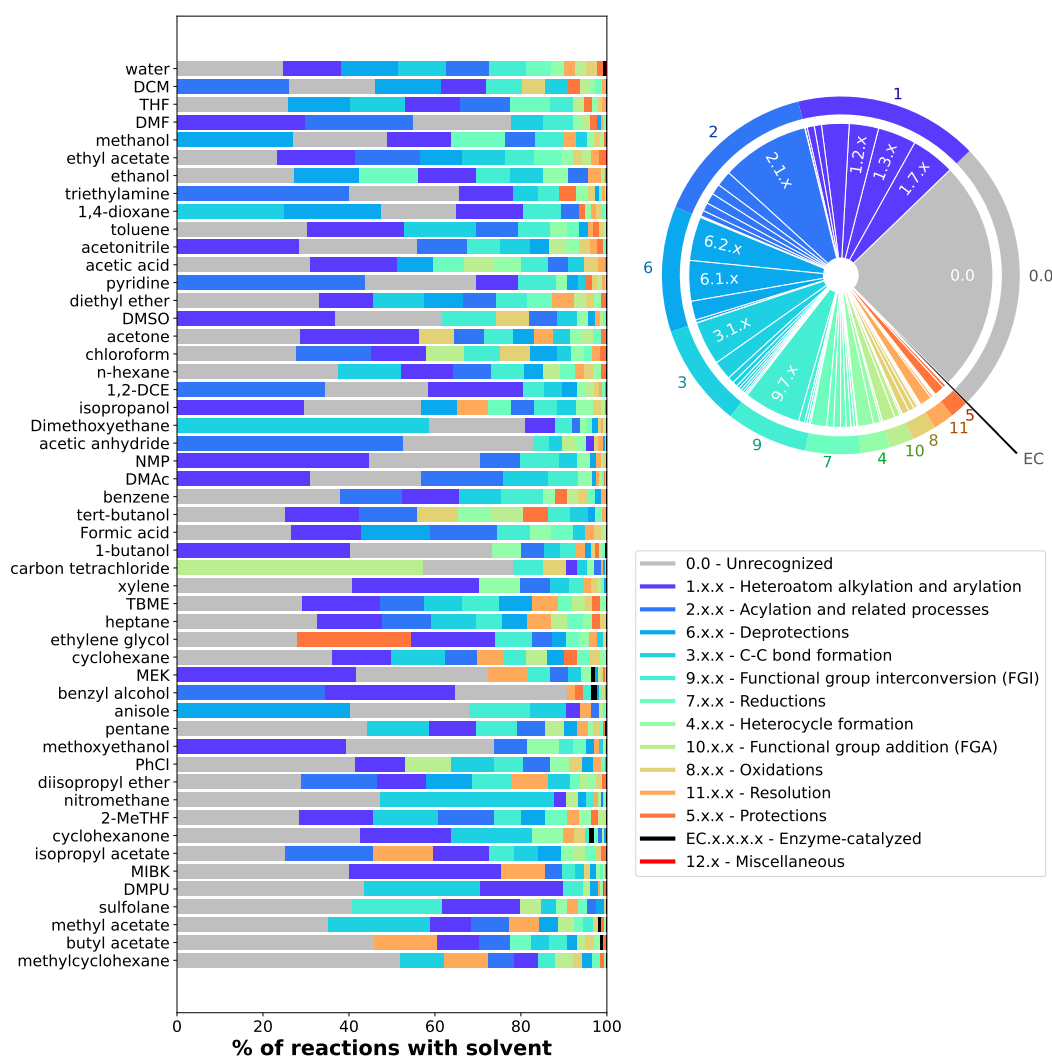 water
DCM
THF
DMF
methanol
ethyl acetate
ethanol
triethylamine
1,4-dioxane
toluene
acetonitrile
acetic acid
pyridine
diethyl ether
DMSO
acetone
chloroform
n-hexane
1,2-DCE
isopropanol
Dimethoxyethane
acetic anhydride
NMP
DMAc
benzene
tert-butanol
Formic acid
1-butanol
carbon tetrachloride
xylene
TBME
heptane
ethylene glycol
cyclohexane
MEK
benzyl alcohol
anisole
pentane
methoxyethanol
PhCl
diisopropyl ether
nitromethane
2-MeTHF
cyclohexanone
isopropyl acetate
MIBK
DMPU
sulfolane
methyl acetate
butyl acetate
methylcyclohexane
0 20 40 60 80 100
% of reactions with solvent
1
2
6
3
9
7
4
10
8
11
5
EC
0.0
0.0
1.2.x
1.3.x
1.7.x
2.1.x
6.2.x
6.1.x
3.1.x
9.7.x
0.0 - Unrecognized
1.x.x - Heteroatom alkylation and arylation
2.x.x - Acylation and related processes
6.x.x - Deprotections
3.x.x - C-C bond formation
9.x.x - Functional group interconversion (FGI)
7.x.x - Reductions
4.x.x - Heterocycle formation
10.x.x - Functional group addition (FGA)
8.x.x - Oxidations
11.x.x - Resolution
5.x.x - Protections
EC.x.x.x.x - Enzyme-catalyzed
12.x - Miscellaneous